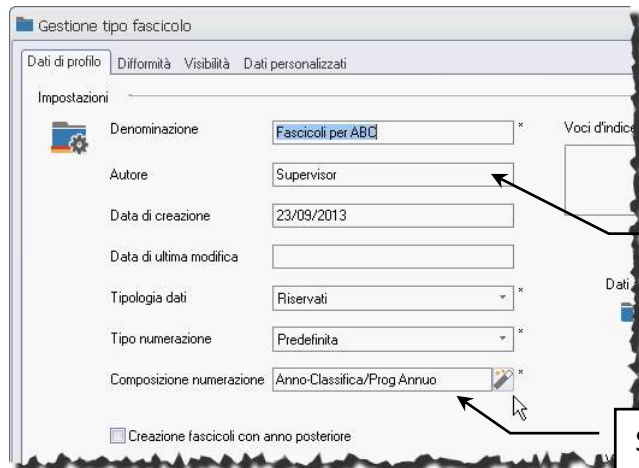 Gestione tipo fascicolo
Dati di profilo Difformità Visibilità Dati personalizzati
Impostazioni
Denominazione Fascicoli per ABC * Voci d'indice
Autore Supervisor
Data di creazione 23/09/2013
Data di ultima modifica
Tipologia dati Riservati * Dati
Tipo numerazione Predefinita *
Composizione numerazione Anno-Classifica/Prog Annuo *
Creazione fascicoli con anno posteriore